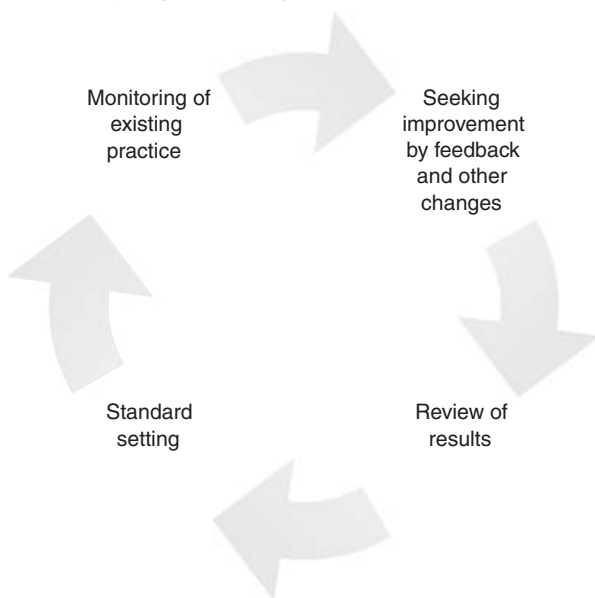 Monitoring of
existing
practice
Seeking
improvement
by feedback
and other
changes
Review of
results
Standard
setting